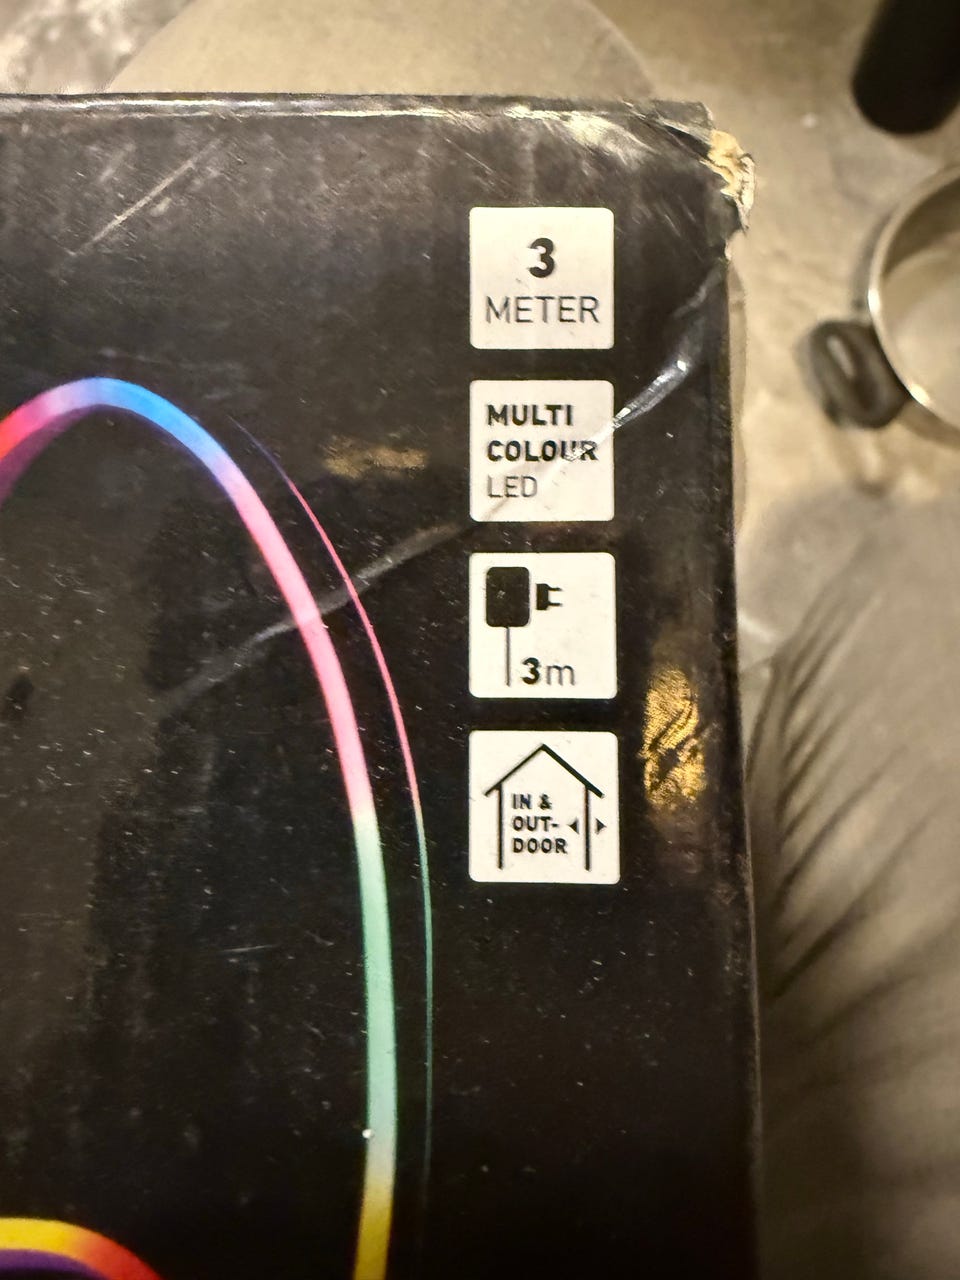 3
METER
MULTI
COLOUR
LED
3m
IN &
OUT-
DOOR